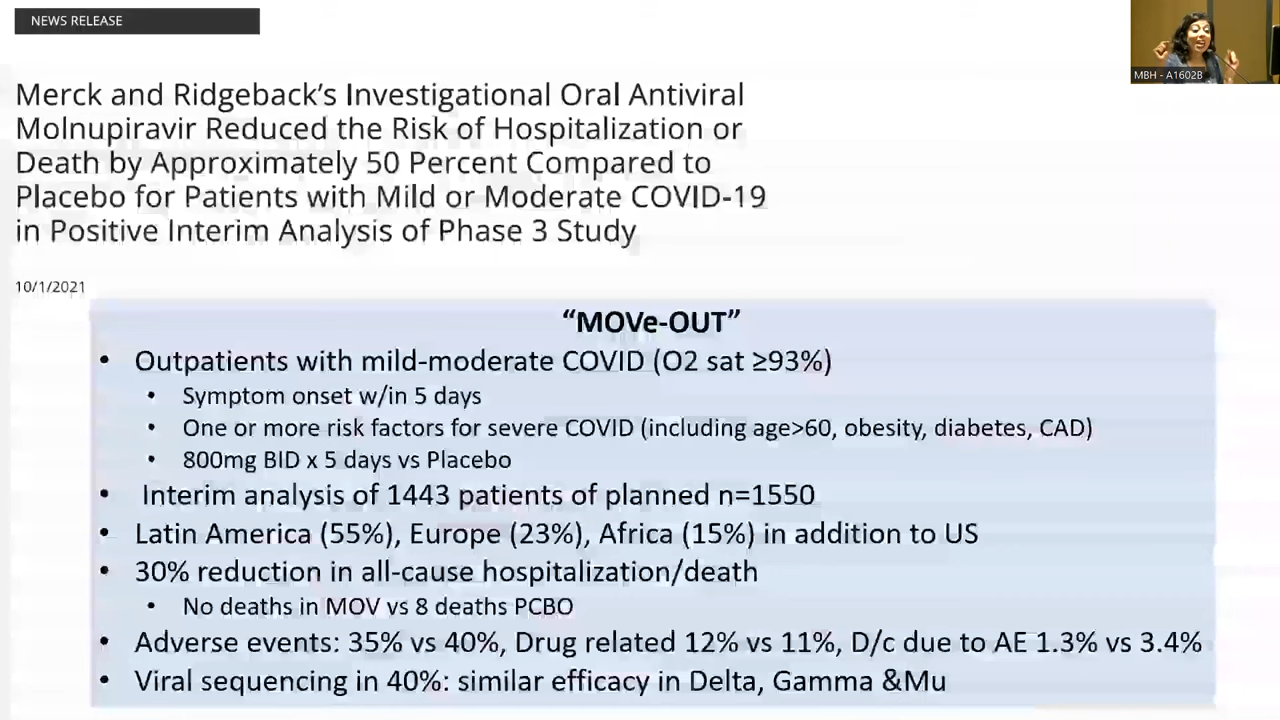 NEWS RELEASE
MBH - A1602B
Merck and Ridgeback’s Investigational Oral Antiviral
Molnupiravir Reduced the Risk of Hospitalization or
Death by Approximately 50 Percent Compared to
Placebo for Patients with Mild or Moderate COVID-19
in Positive Interim Analysis of Phase 3 Study
10/1/2021
“MOVe-OUT”
• Outpatients with mild-moderate COVID (O2 sat ≥93%)
• Symptom onset w/in 5 days
• One or more risk factors for severe COVID (including age>60, obesity, diabetes, CAD)
• 800mg BID x 5 days vs Placebo
• Interim analysis of 1443 patients of planned n=1550
• Latin America (55%), Europe (23%), Africa (15%) in addition to US
• 30% reduction in all-cause hospitalization/death
• No deaths in MOV vs 8 deaths PCBO
• Adverse events: 35% vs 40%, Drug related 12% vs 11%, D/c due to AE 1.3% vs 3.4%
• Viral sequencing in 40%: similar efficacy in Delta, Gamma &Mu